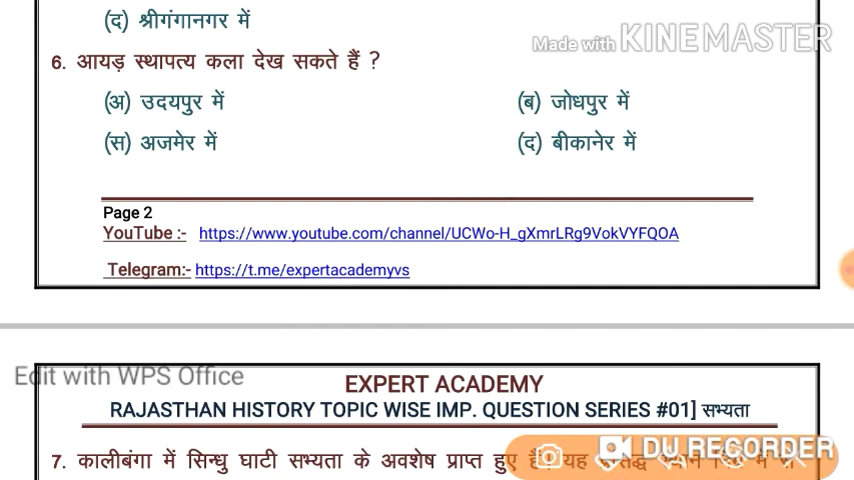 (द) श्रीगंगानगर में
Made with KINEMASTER
6. आयड़ स्थापत्य कला देख सकते हैं ?
(अ) उदयपुर में (ब) जोधपुर में
(स) अजमेर में (द) बीकानेर में
Page 2
YouTube :- https://www.youtube.com/channel/UCWo-H_gXmrLRg9VokVYFQOA
Telegram:- https://t.me/expertacademyvs
Edit with WPS Office
EXPERT ACADEMY
RAJASTHAN HISTORY TOPIC WISE IMP. QUESTION SERIES #01] सभ्यता
DU RECORDER
7. कालीबंगा में सिन्धु घाटी सभ्यता के अवशेष प्राप्त हुए हैं। यह